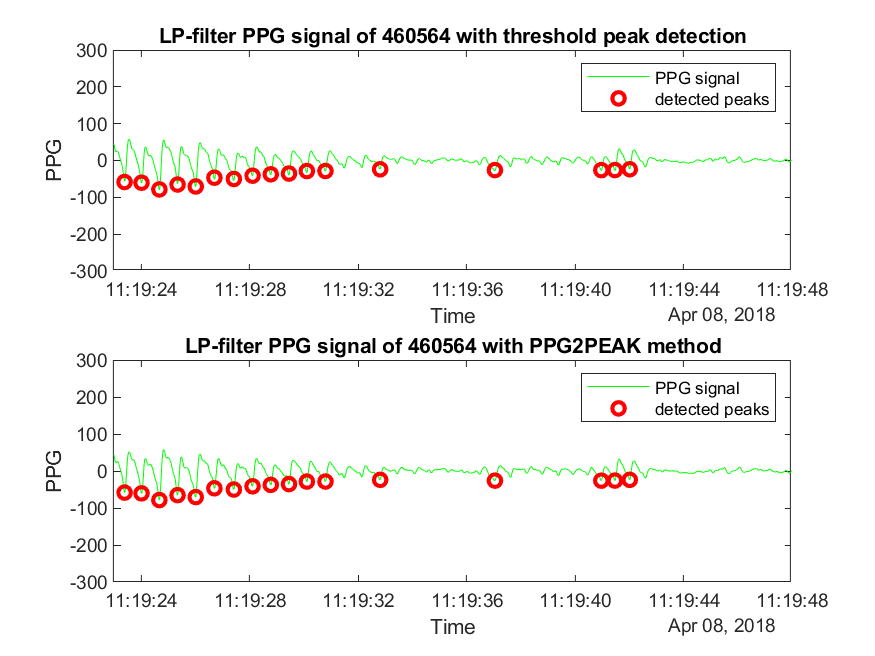 LP-filter PPG signal of 460564 with threshold peak detection
300
200
100
0
-100
-200
-300
PPG
PPG signal
detected peaks
11:19:24 11:19:28 11:19:32 11:19:36 11:19:40 11:19:44 11:19:48
Time
Apr 08, 2018
LP-filter PPG signal of 460564 with PPG2PEAK method
300
200
100
0
-100
-200
-300
PPG
PPG signal
detected peaks
11:19:24 11:19:28 11:19:32 11:19:36 11:19:40 11:19:44 11:19:48
Time
Apr 08, 2018